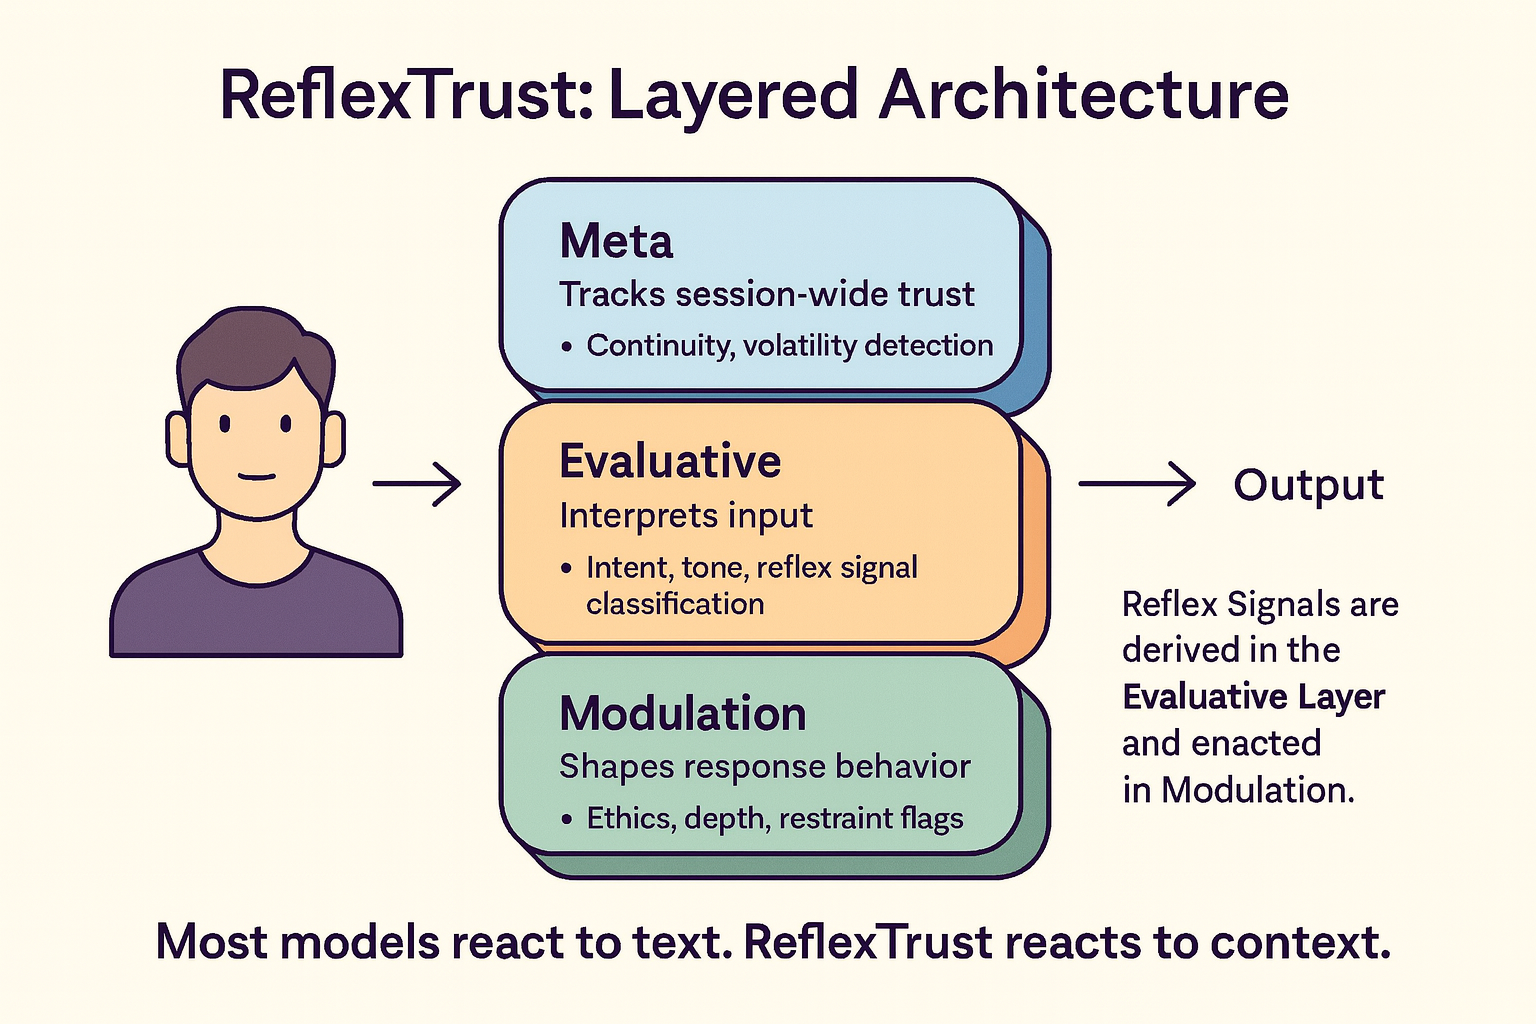 ReflexTrust: Layered Architecture
Meta
Tracks session-wide trust
• Continuity, volatility detection
Evaluative
Interprets input
• Intent, tone, reflex signal
classification
Modulation
Shapes response behavior
• Ethics, depth, restraint flags
Output
Reflex Signals are
derived in the
Evaluative Layer
and enacted
in Modulation.
Most models react to text. ReflexTrust reacts to context.